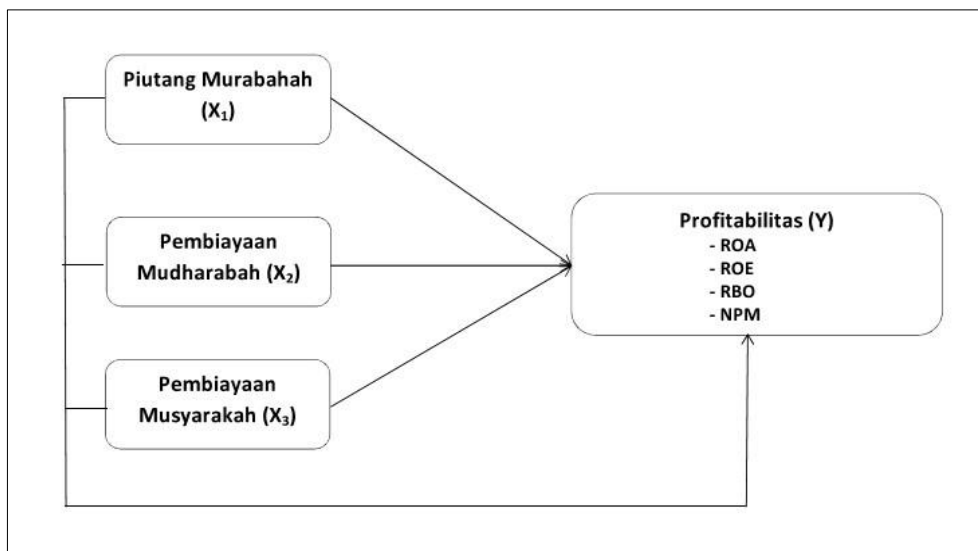 Piutang Murabahah
(X₁)
Pembiayaan
Mudharabah (X₂)
Pembiayaan
Musyarakah (X₃)
Profitabilitas (Y)
- ROA
- ROE
- RBO
- NPM